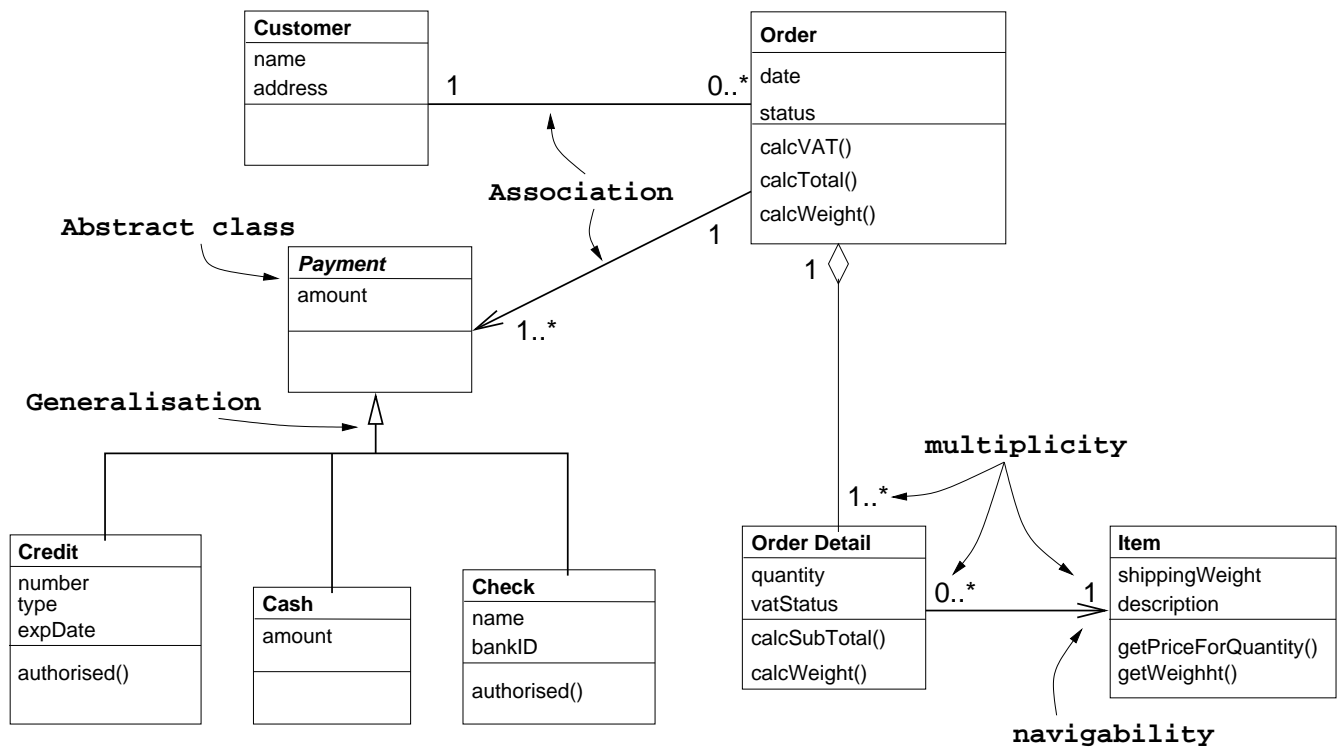 Customer
name
address
1
0..*
Order
date
status
calcVAT()
calcTotal()
calcWeight()
Association
Abstract class
Payment
amount
1
1..*
1
Generalisation
multiplicity
1..*
Credit
number
type
expDate
authorised()
Cash
amount
Check
name
bankID
authorised()
Order Detail
quantity
vatStatus
calcSubTotal()
calcWeight()
0..*
1
Item
shippingWeight
description
getPriceForQuantity()
getWeighht()
navigability